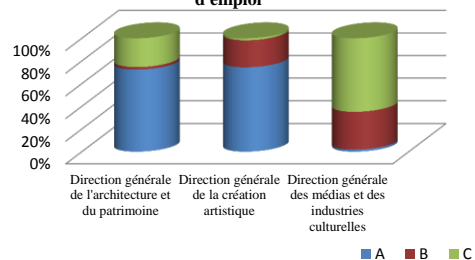 d'emploi
100%
80%
60%
40%
20%
0%
Direction générale de l'architecture et du patrimoine
Direction générale de la création artistique
Direction générale des médias et des industries culturelles
A B C